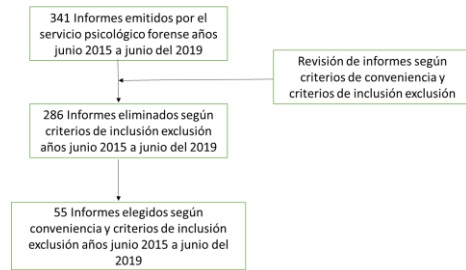 341 Informes emitidos por el
servicio psicológico forense años
junio 2015 a junio del 2019
Revisión de informes según
criterios de conveniencia y
criterios de inclusión exclusión
286 Informes eliminados según
criterios de inclusión exclusión
años junio 2015 a junio del 2019
55 Informes elegidos según
conveniencia y criterios de inclusión
exclusión años junio 2015 a junio del
2019